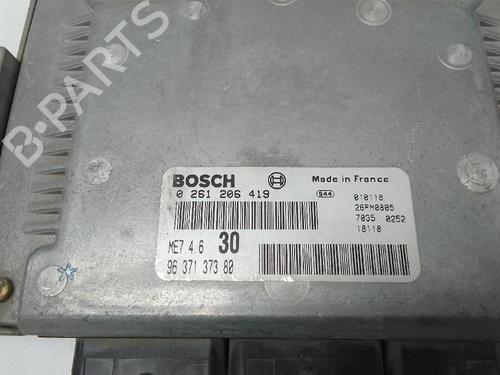 B-PARTS
BOSCH Made in France
0 261 206 419 S44 010118
26FM0805
7035 0252
18118
ME7 4 6 30
96 371 373 80